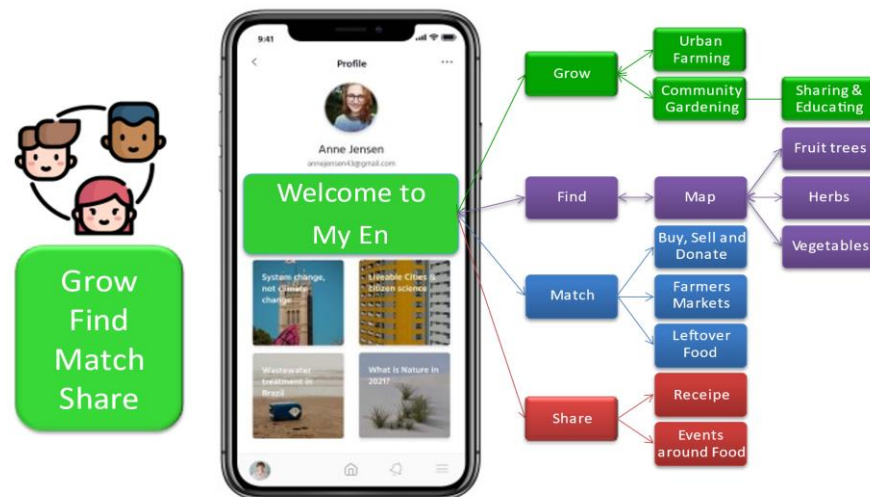 Grow
Find
Match
Share
9:41
Profile
Anne Jensen
annejensen43@gmail.com
Welcome to
My En
System change,
not climate
change
Liveable Cities &
citizen science
Wastewater
treatment in
Brazil
What is Nature in
2021?
Grow
Urban
Farming
Community
Gardening
Sharing &
Educating
Find
Map
Fruit trees
Herbs
Vegetables
Match
Buy, Sell and
Donate
Farmers
Markets
Leftover
Food
Share
Receipe
Events
around Food